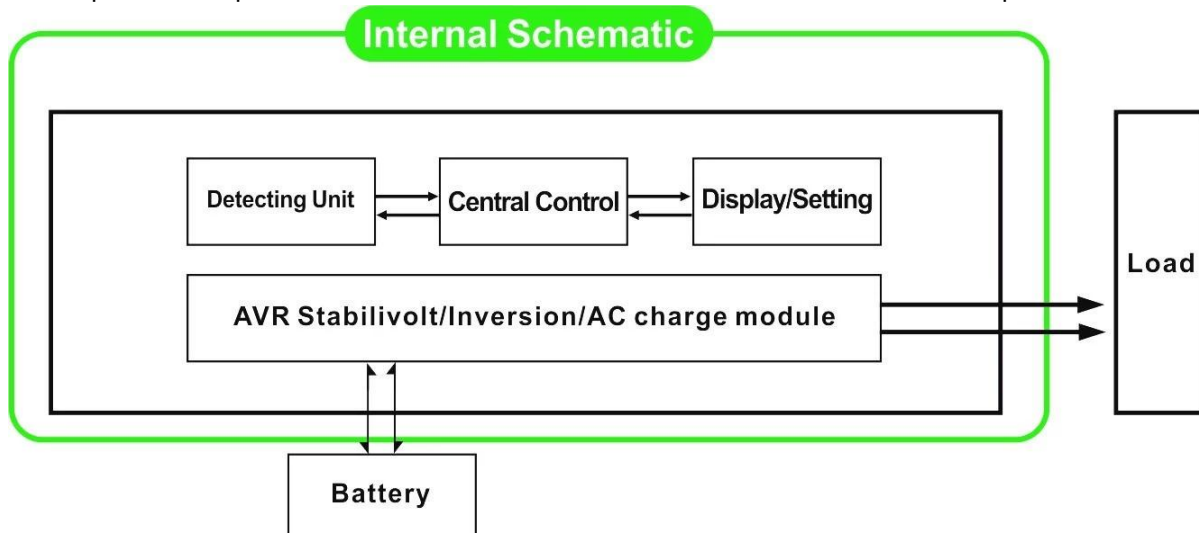 Internal Schematic
Detecting Unit
Central Control
Display/Setting
AVR Stabilivolt/Inversion/AC charge module
Load
Battery